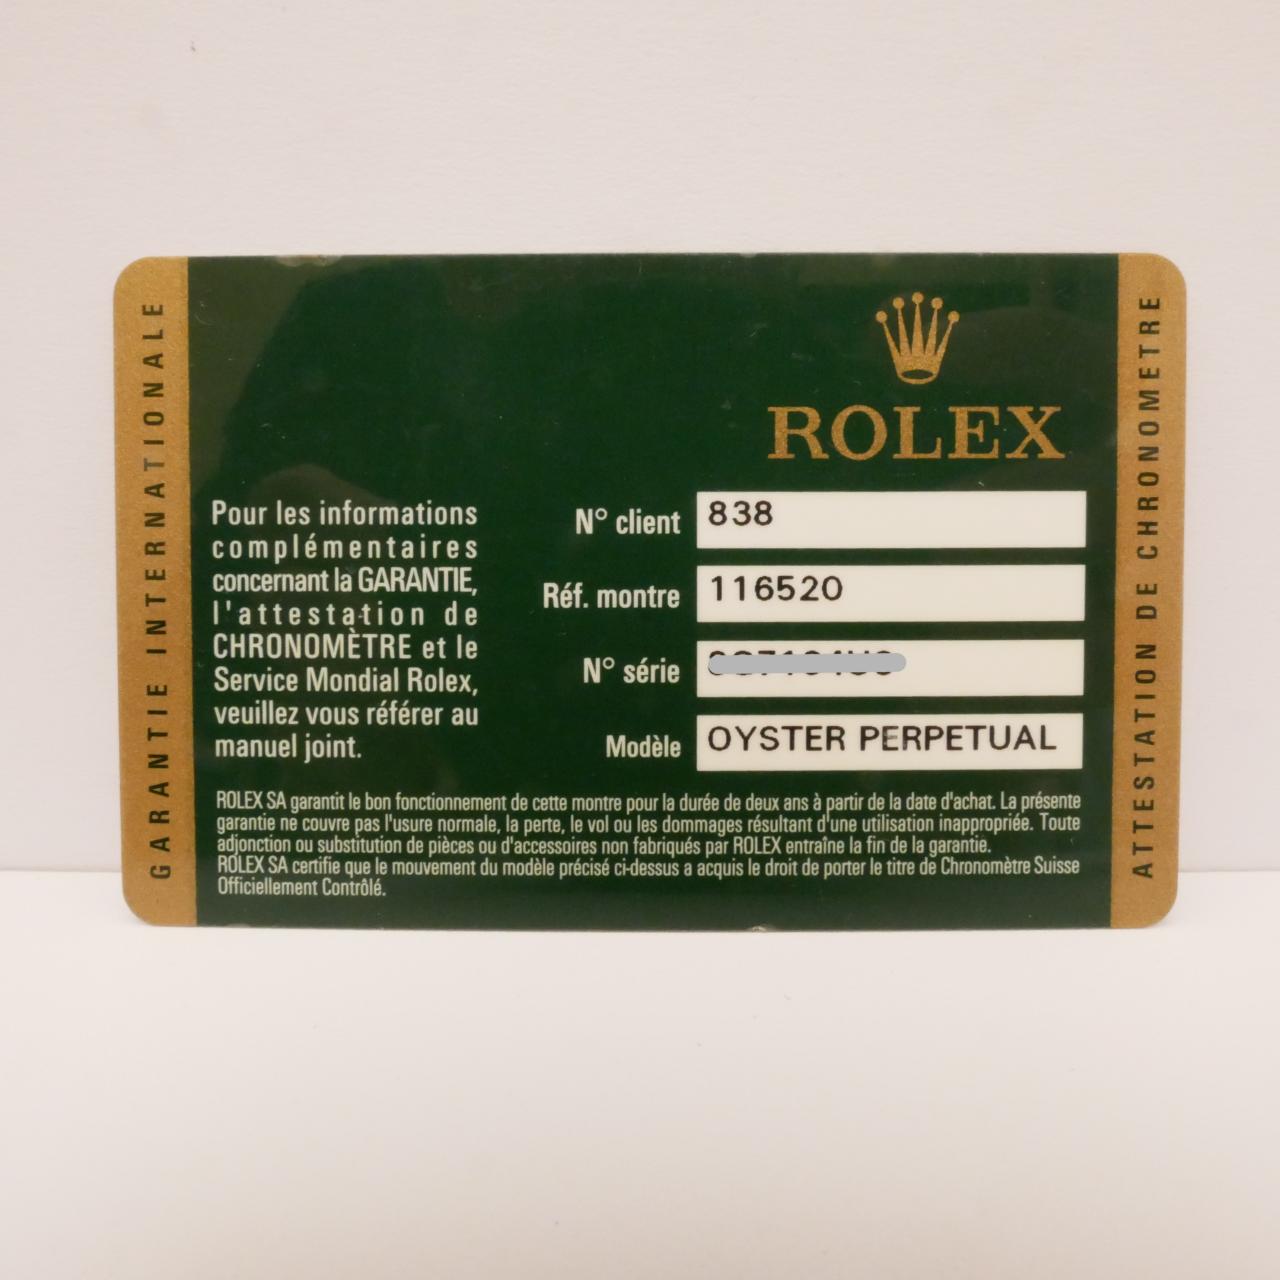 GARANTIE INTERNATIONALE
ROLEX
Pour les informations
complémentaires
concernant la GARANTIE,
l'attestation de
CHRONOMÈTRE et le
Service Mondial Rolex,
veuillez vous référer au
manuel joint.
N° client 838
Réf. montre 116520
N° série
Modèle OYSTER PERPETUAL
ROLEX SA garantit le bon fonctionnement de cette montre pour la durée de deux ans à partir de la date d'achat. La présente
garantie ne couvre pas l'usure normale, la perte, le vol ou les dommages résultant d'une utilisation inappropriée. Toute
adjonction ou substitution de pièces ou d'accessoires non fabriqués par ROLEX entraîne la fin de la garantie.
ROLEX SA certifie que le mouvement du modèle précisé ci-dessus a acquis le droit de porter le titre de Chronomètre Suisse
Officiellement Contrôlé.
ATTESTATION DE CHRONOMETRE